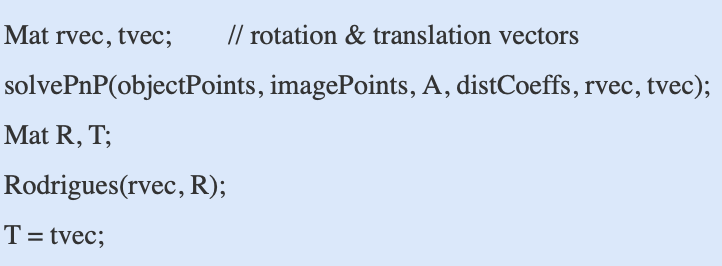 Mat rvec, tvec; // rotation & translation vectors
solvePnP(objectPoints, imagePoints, A, distCoeffs, rvec, tvec);
Mat R, T;
Rodrigues(rvec, R);
T = tvec;